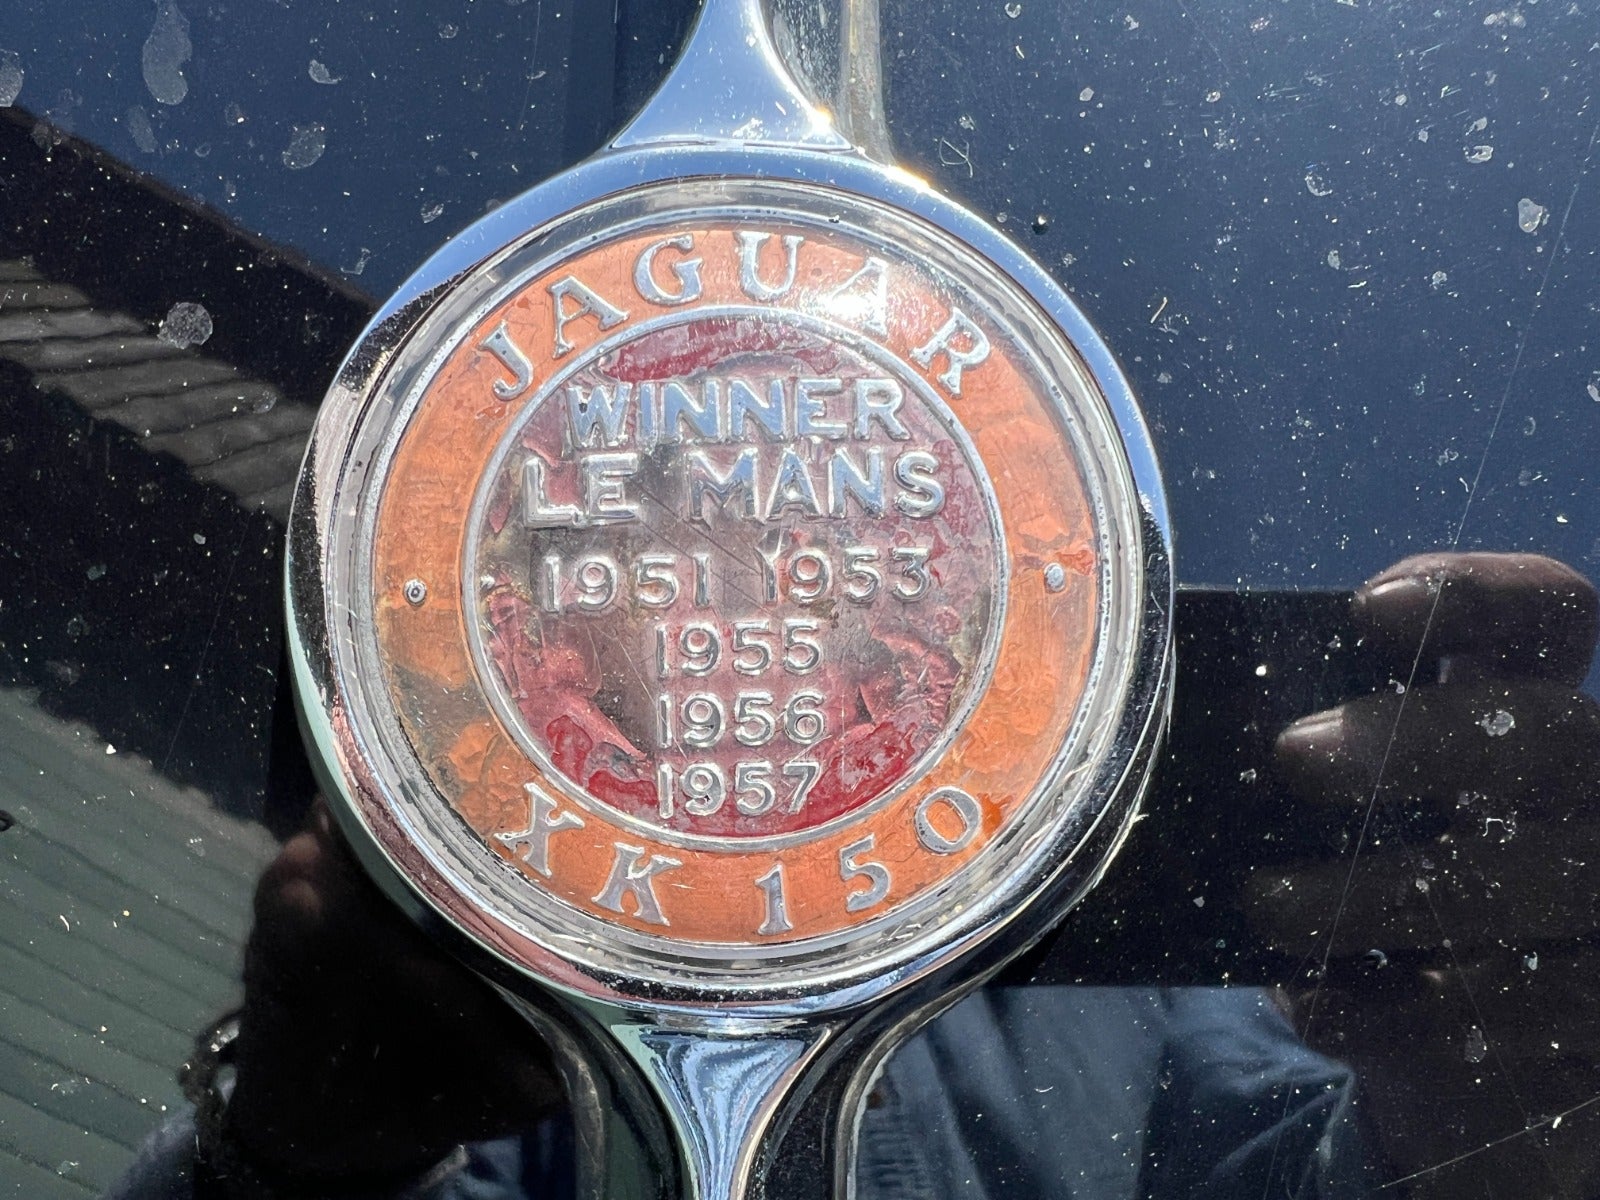 JAGUAR
WINNER
LE MANS
1951 1953
1955
1956
1957
XK 150